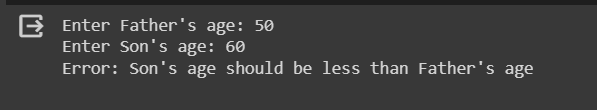 Enter Father's age: 50
Enter Son's age: 60
Error: Son's age should be less than Father's age